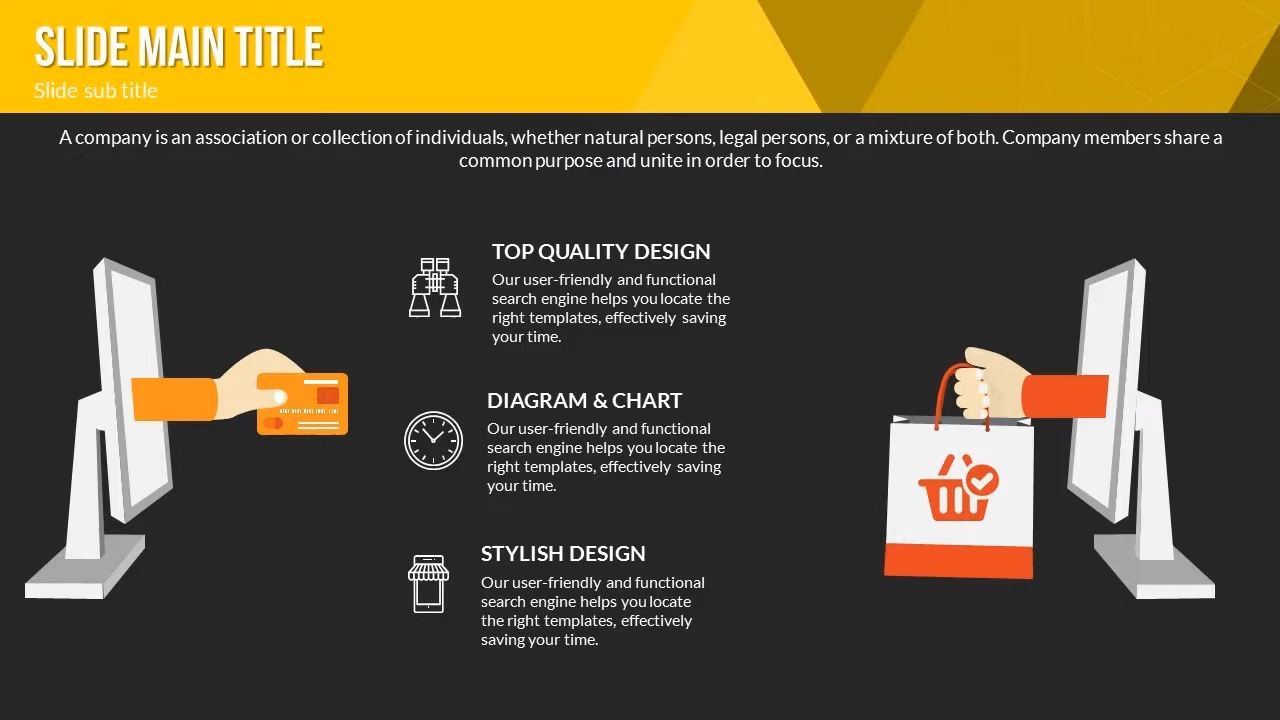 SLIDE MAIN TITLE
Slide sub title
A company is an association or collection of individuals, whether natural persons, legal persons, or a mixture of both. Company members share a
common purpose and unite in order to focus.
TOP QUALITY DESIGN
Our user-friendly and functional
search engine helps you locate the
right templates, effectively saving
your time.
DIAGRAM & CHART
Our user-friendly and functional
search engine helps you locate the
right templates, effectively saving
your time.
STYLISH DESIGN
Our user-friendly and functional
search engine helps you locate
the right templates, effectively
saving your time.